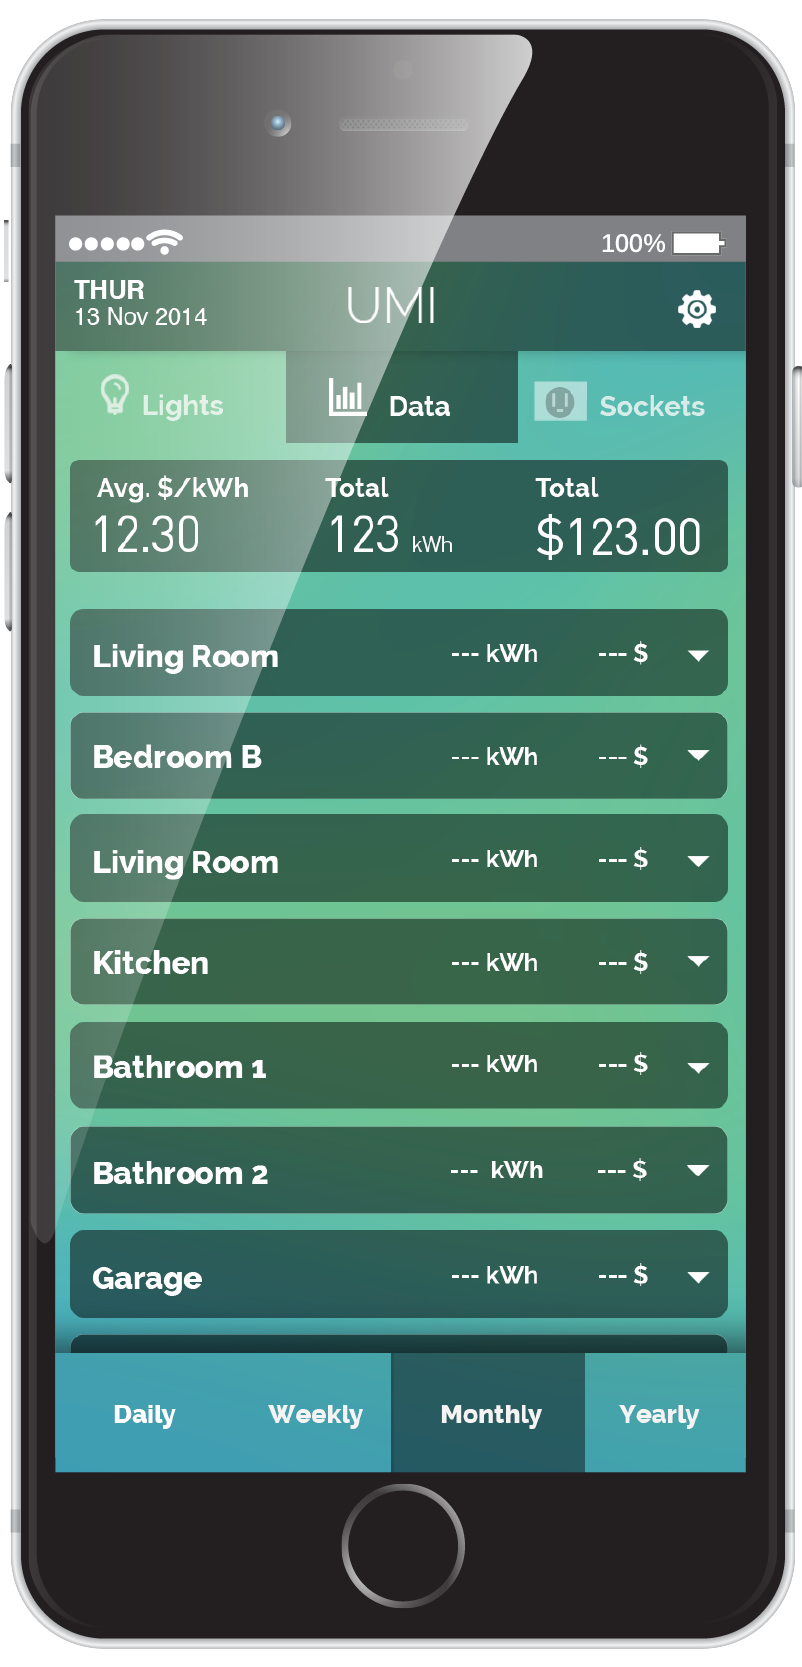 100%
THUR
13 Nov 2014
UMI
Lights Data Sockets
Avg. $/kWh Total Total
12.30 123 kWh $123.00
Living Room --- kWh --- $
Bedroom B --- kWh --- $
Living Room --- kWh --- $
Kitchen --- kWh --- $
Bathroom 1 --- kWh --- $
Bathroom 2 --- kWh --- $
Garage --- kWh --- $
Daily Weekly Monthly Yearly